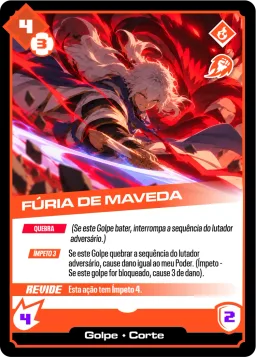 4
3
FÚRIA DE MAVEDA
QUEBRA (Se este Golpe bater, interrompa a sequência do lutador
adversário.)
ÍMPETO 3 Se este Golpe quebrar a sequência do lutador
adversário, cause dano igual ao meu Poder. (Ímpeto -
Se este golpe for bloqueado, cause 3 de dano).
REVIDE Esta ação tem Ímpeto 4.
4
2
Golpe • Corte